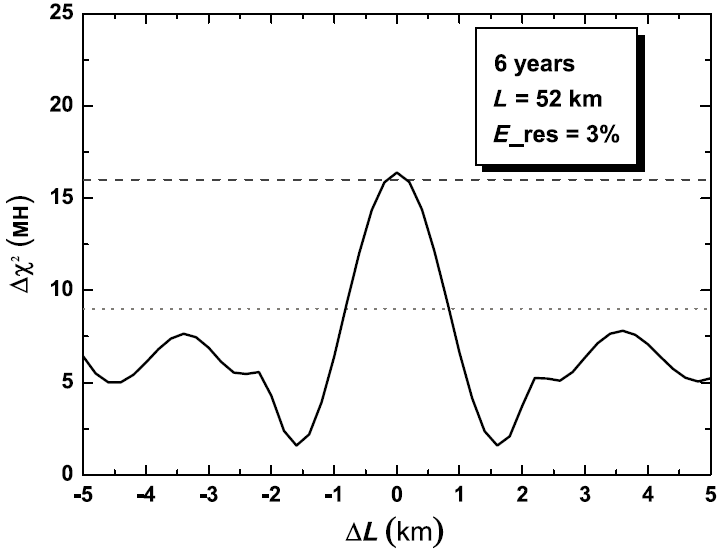 25
20
15
10
5
0
Δχ² (MH)
6 years
L = 52 km
E_res = 3%
-5 -4 -3 -2 -1 0 1 2 3 4 5
ΔL (km)